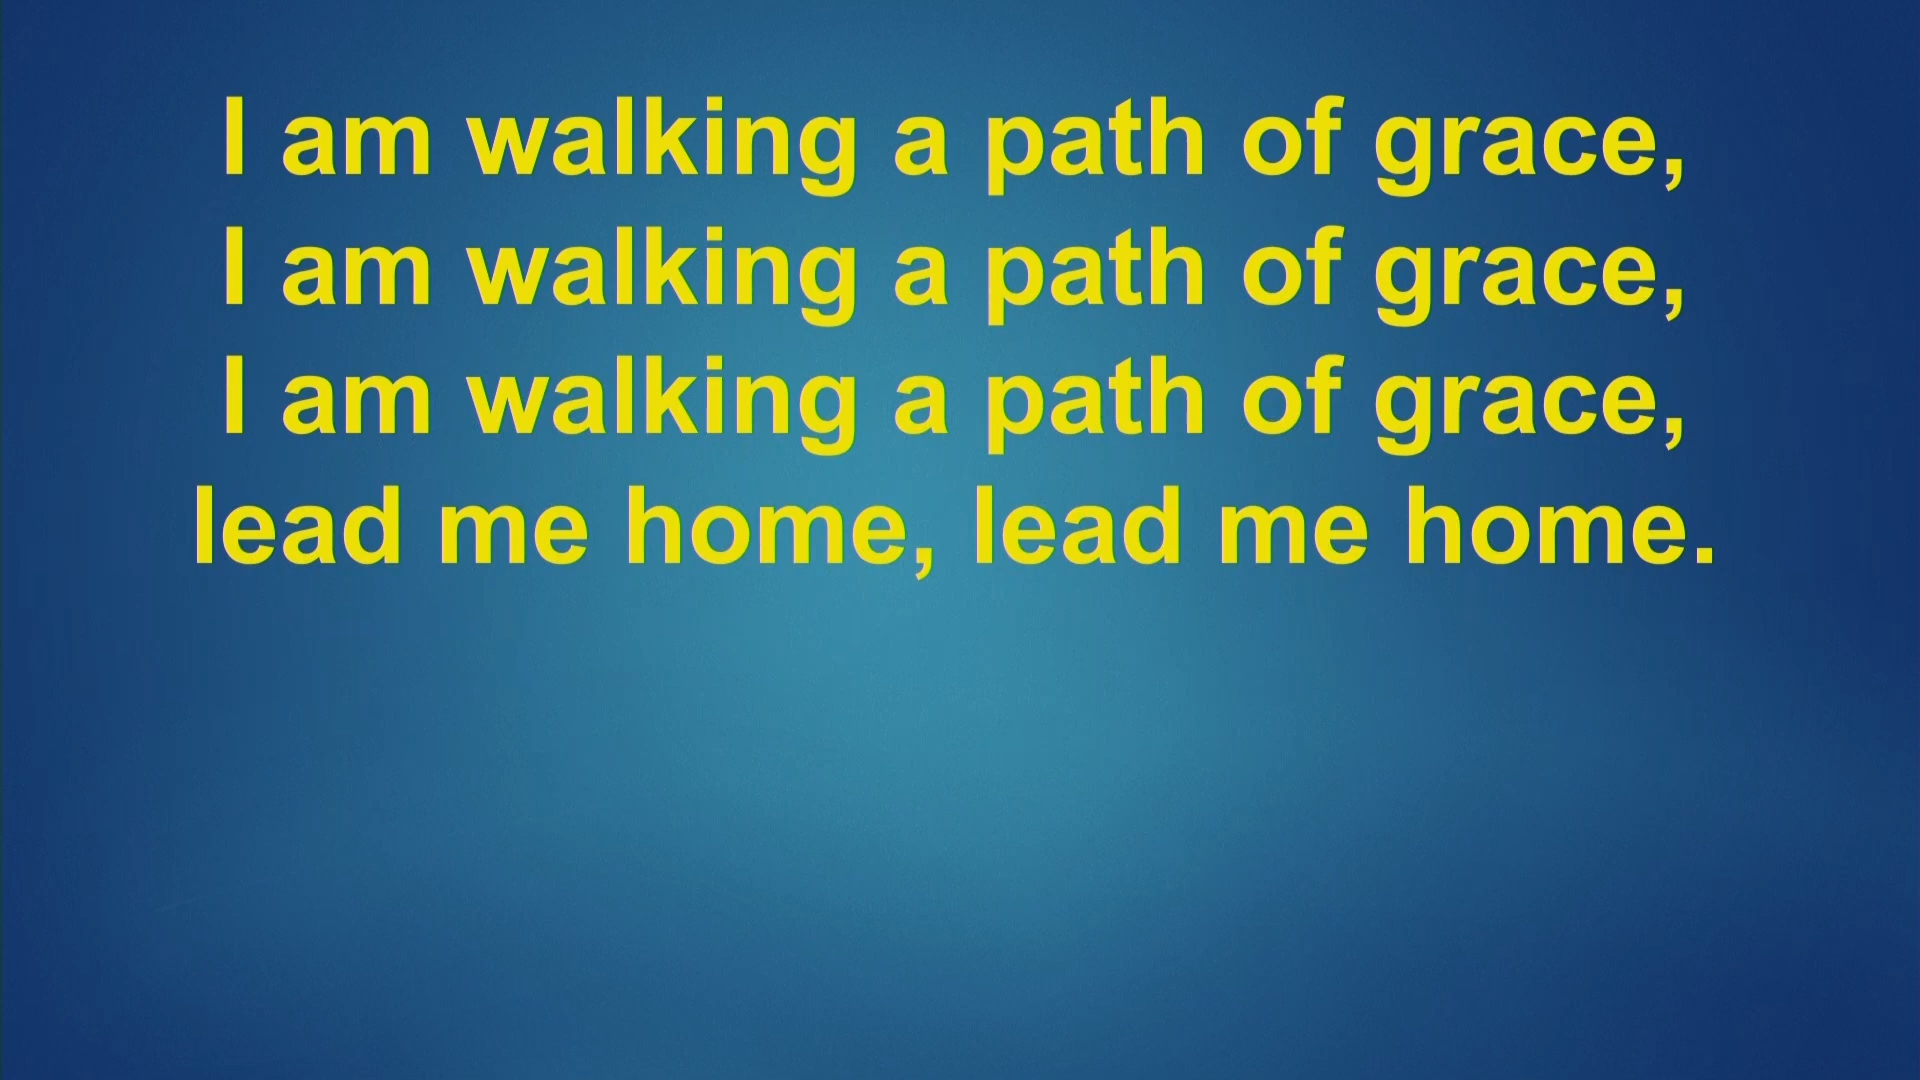 I am walking a path of grace,
I am walking a path of grace,
I am walking a path of grace,
lead me home, lead me home.